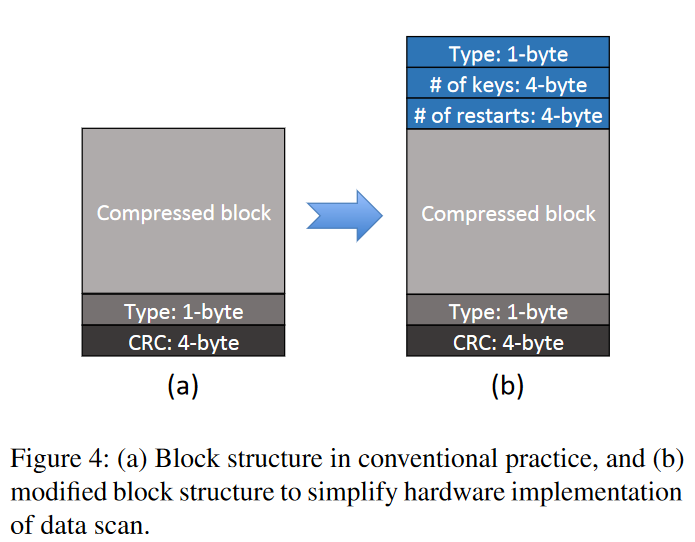 Type: 1-byte
# of keys: 4-byte
# of restarts: 4-byte
Compressed block
Compressed block
Type: 1-byte
Type: 1-byte
CRC: 4-byte
CRC: 4-byte
(a)
(b)
Figure 4: (a) Block structure in conventional practice, and (b)
modified block structure to simplify hardware implementation
of data scan.